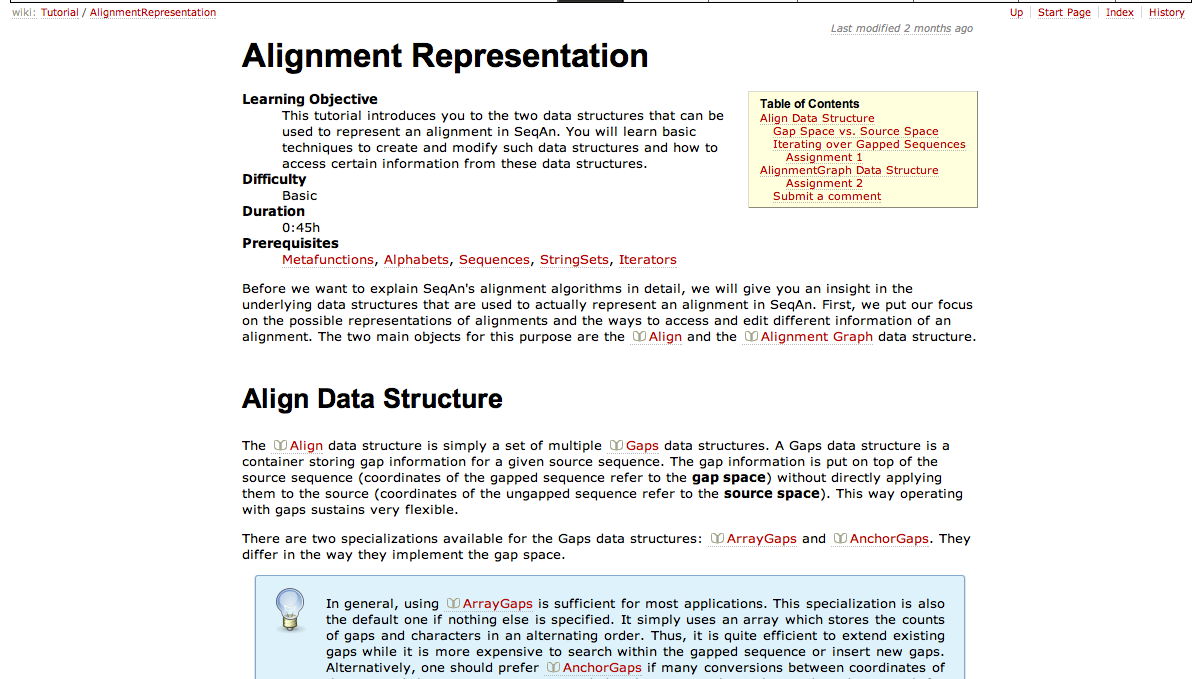 wiki: Tutorial / AlignmentRepresentation
Up Start Page Index History
Last modified 2 months ago
Alignment Representation
Learning Objective
This tutorial introduces you to the two data structures that can be
used to represent an alignment in SeqAn. You will learn basic
techniques to create and modify such data structures and how to
access certain information from these data structures.
Difficulty
Basic
Duration
0:45h
Prerequisites
Metafunctions, Alphabets, Sequences, StringSets, Iterators
Table of Contents
Align Data Structure
Gap Space vs. Source Space
Iterating over Gapped Sequences
Assignment 1
AlignmentGraph Data Structure
Assignment 2
Submit a comment
Before we want to explain SeqAn's alignment algorithms in detail, we will give you an insight in the
underlying data structures that are used to actually represent an alignment in SeqAn. First, we put our focus
on the possible representations of alignments and the ways to access and edit different information of an
alignment. The two main objects for this purpose are the Align and the Alignment Graph data structure.
Align Data Structure
The Align data structure is simply a set of multiple Gaps data structures. A Gaps data structure is a
container storing gap information for a given source sequence. The gap information is put on top of the
source sequence (coordinates of the gapped sequence refer to the gap space) without directly applying
them to the source (coordinates of the ungapped sequence refer to the source space). This way operating
with gaps sustains very flexible.
There are two specializations available for the Gaps data structures: ArrayGaps and AnchorGaps. They
differ in the way they implement the gap space.
In general, using ArrayGaps is sufficient for most applications. This specialization is also
the default one if nothing else is specified. It simply uses an array which stores the counts
of gaps and characters in an alternating order. Thus, it is quite efficient to extend existing
gaps while it is more expensive to search within the gapped sequence or insert new gaps.
Alternatively, one should prefer AnchorGaps if many conversions between coordinates of